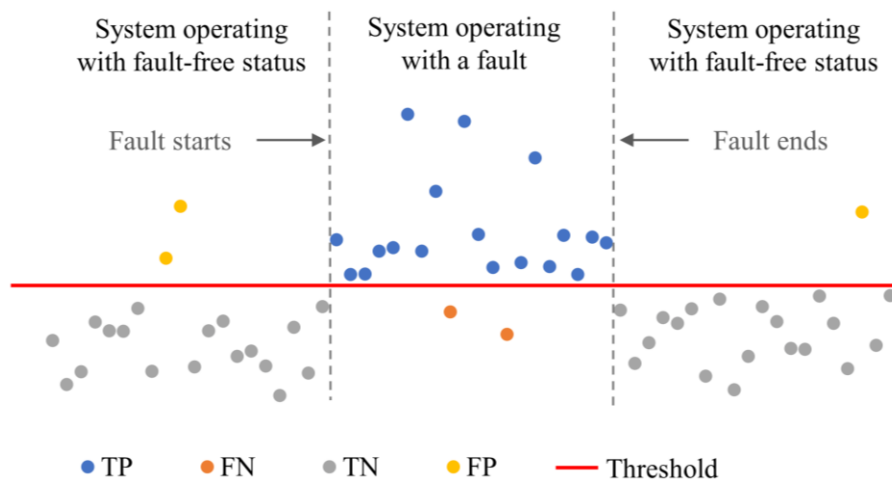 System operating
with fault-free status
System operating
with a fault
System operating
with fault-free status
Fault starts
Fault ends
TP
FN
TN
FP
Threshold